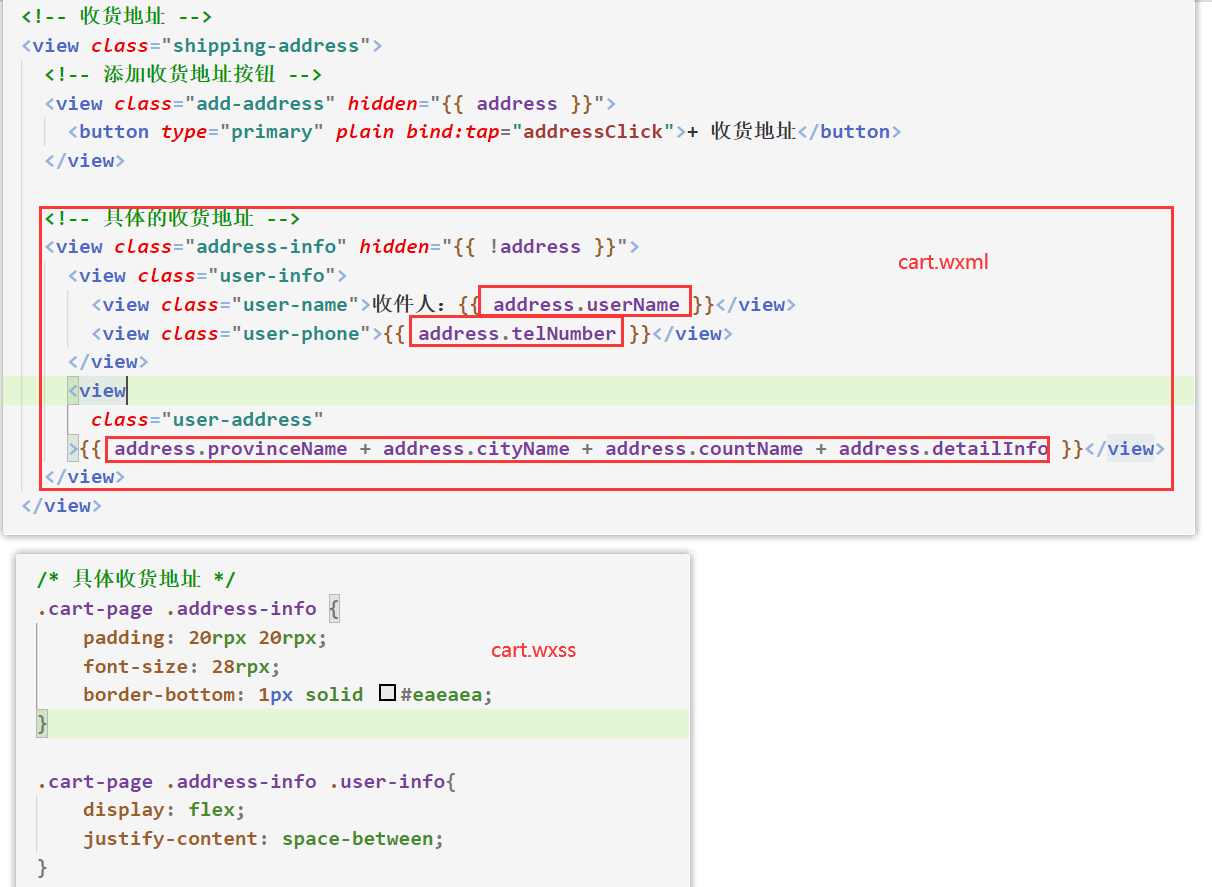 <!-- 收货地址 -->
<view class="shipping-address">
<!-- 添加收货地址按钮 -->
<view class="add-address" hidden="{{ address }}">
<button type="primary" plain bind:tap="addressClick">+ 收货地址</button>
</view>
<!-- 具体的收货地址 -->
<view class="address-info" hidden="{{ !address }}">
cart.wxml
<view class="user-info">
<view class="user-name">收件人：{{ address.userName }}</view>
<view class="user-phone">{{ address.telNumber }}</view>
</view>
<view
class="user-address"
>{{ address.provinceName + address.cityName + address.countName + address.detailInfo }}</view>
</view>
</view>
/* 具体收货地址 */
.cart-page .address-info {
padding: 20rpx 20rpx;
cart.wxss
font-size: 28rpx;
border-bottom: 1px solid #eaeaea;
}
.cart-page .address-info .user-info{
display: flex;
justify-content: space-between;
}